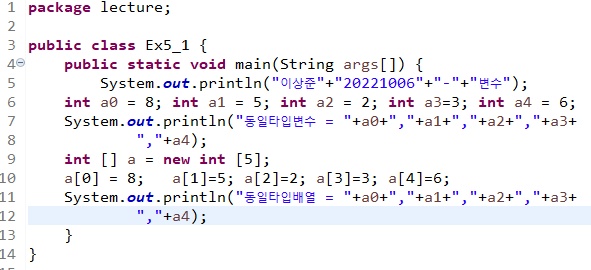 1 package lecture;
2
3 public class Ex5_1 {
4 public static void main(String args[]) {
5 System.out.println("이상준"+"20221006"+"-"+"변수");
6 int a0 = 8; int a1 = 5; int a2 = 2; int a3=3; int a4 = 6;
7 System.out.println("동일타입변수 = "+a0+","+a1+","+a2+","+a3+
8 ","+a4);
9 int [] a = new int [5];
10 a[0] = 8; a[1]=5; a[2]=2; a[3]=3; a[4]=6;
11 System.out.println("동일타입배열 = "+a0+","+a1+","+a2+","+a3+
12 ","+a4);
13 }
14 }